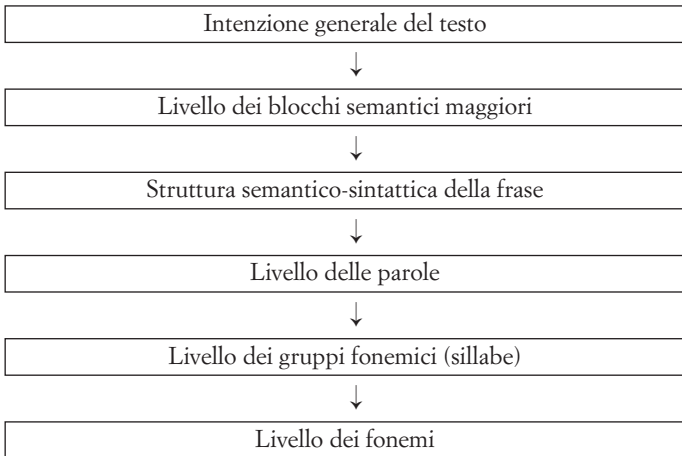 Intenzione generale del testo
↓
Livello dei blocchi semantici maggiori
↓
Struttura semantico-sintattica della frase
↓
Livello delle parole
↓
Livello dei gruppi fonemici (sillabe)
↓
Livello dei fonemi